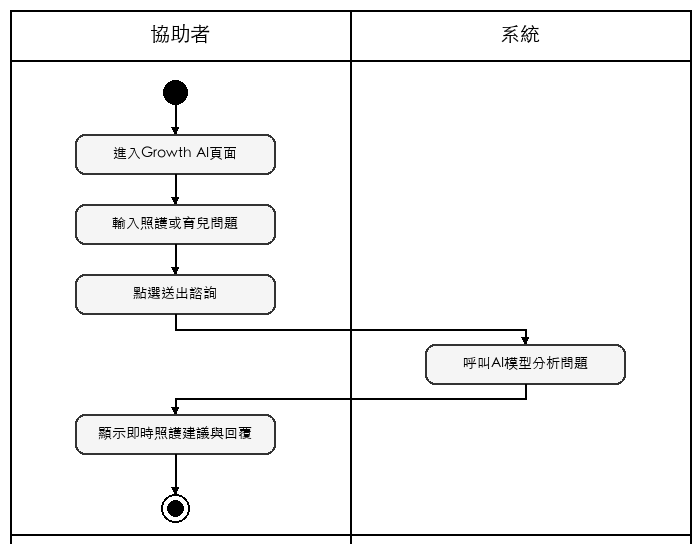 協助者
系統
進入Growth AI頁面
輸入照護或育兒問題
點選送出諮詢
呼叫AI模型分析問題
顯示即時照護建議與回覆